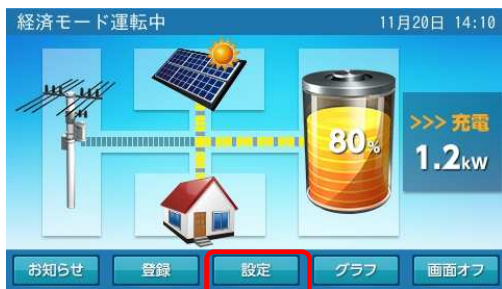 経済モード運転中 11月20日 14:10
80%
>>> 充電
1.2kw
お知らせ 登録 設定 グラフ 画面オフ